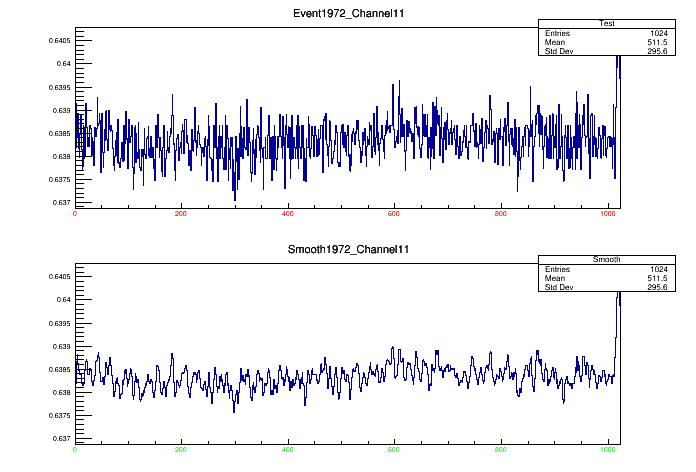 Event1972_Channel11
Test
Entries 1024
Mean 511.5
Std Dev 295.6
0.6405
0.64
0.6395
0.639
0.6385
0.638
0.6375
0.637
0 200 400 600 800 1000
Smooth1972_Channel11
Smooth
Entries 1024
Mean 511.5
Std Dev 295.6
0.6405
0.64
0.6395
0.639
0.6385
0.638
0.6375
0.637
0 200 400 600 800 1000